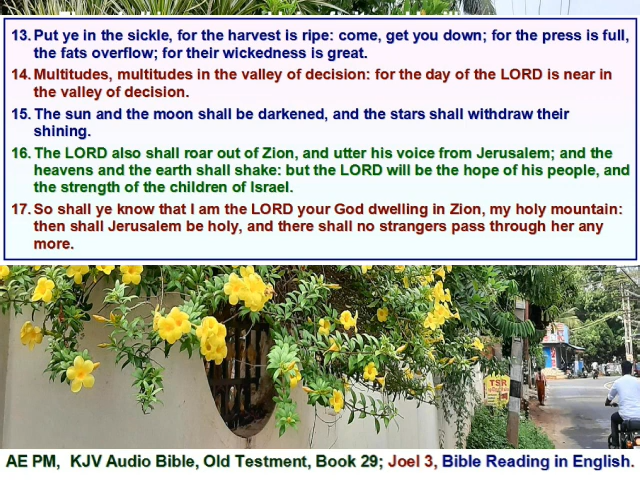 13. Put ye in the sickle, for the harvest is ripe: come, get you down; for the press is full,
the fats overflow; for their wickedness is great.
14. Multitudes, multitudes in the valley of decision: for the day of the LORD is near in
the valley of decision.
15. The sun and the moon shall be darkened, and the stars shall withdraw their
shining.
16. The LORD also shall roar out of Zion, and utter his voice from Jerusalem; and the
heavens and the earth shall shake: but the LORD will be the hope of his people, and
the strength of the children of Israel.
17. So shall ye know that I am the LORD your God dwelling in Zion, my holy mountain:
then shall Jerusalem be holy, and there shall no strangers pass through her any
more.
TSR
AE PM, KJV Audio Bible, Old Testment, Book 29; Joel 3, Bible Reading in English.